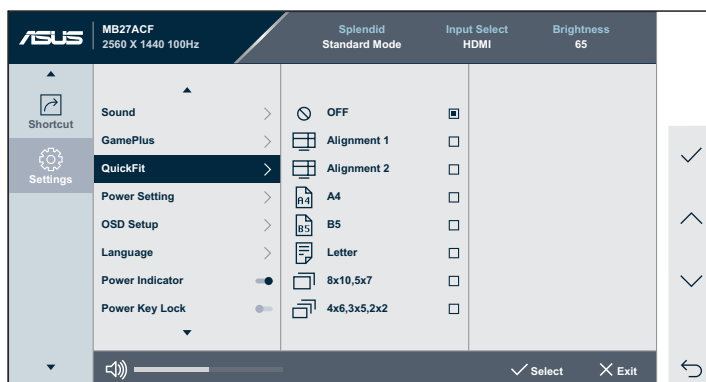 ASUS
MB27ACF
2560 X 1440 100Hz
Splendid
Standard Mode
Input Select
HDMI
Brightness
65
Shortcut
Settings
Sound
GamePlus
QuickFit
Power Setting
OSD Setup
Language
Power Indicator
Power Key Lock
OFF
Alignment 1
Alignment 2
A4
A4
B5
B5
Letter
8x10,5x7
4x6,3x5,2x2
Select
Exit